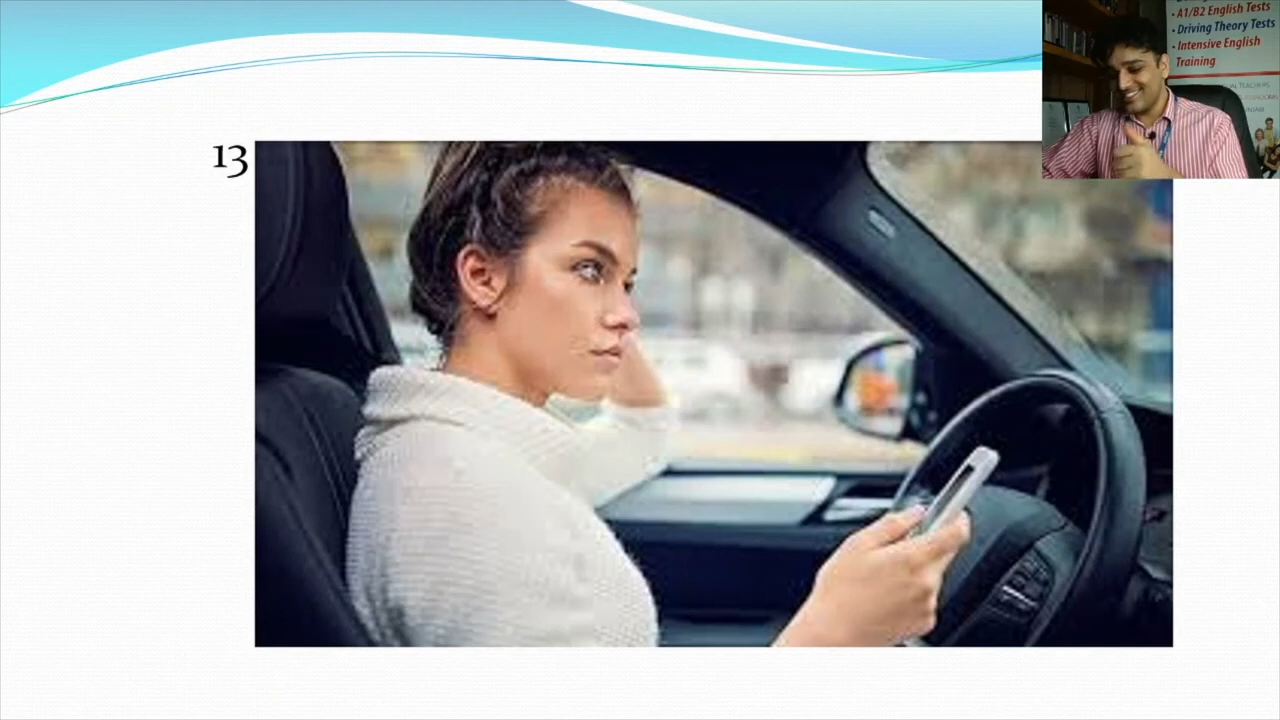 13
• A1/B2 English Tests
• Driving Theory Tests
• Intensive English
Training